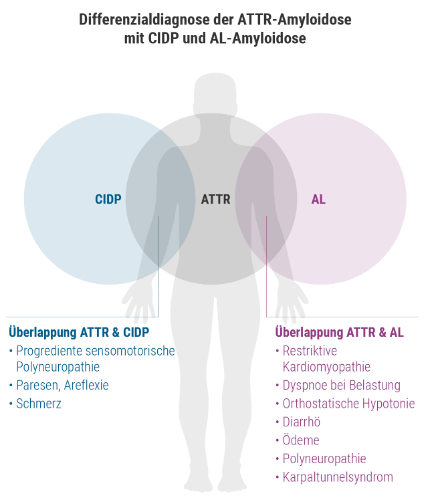 Differenzialdiagnose der ATTR-Amyloidose
mit CIDP und AL-Amyloidose
CIDP
ATTR
AL
Überlappung ATTR & CIDP
• Progrediente sensomotorische
Polyneuropathie
• Paresen, Areflexie
• Schmerz
Überlappung ATTR & AL
• Restriktive
Kardiomyopathie
• Dyspnoe bei Belastung
• Orthostatische Hypotonie
• Diarrhö
• Ödeme
• Polyneuropathie
• Karpaltunnelsyndrom